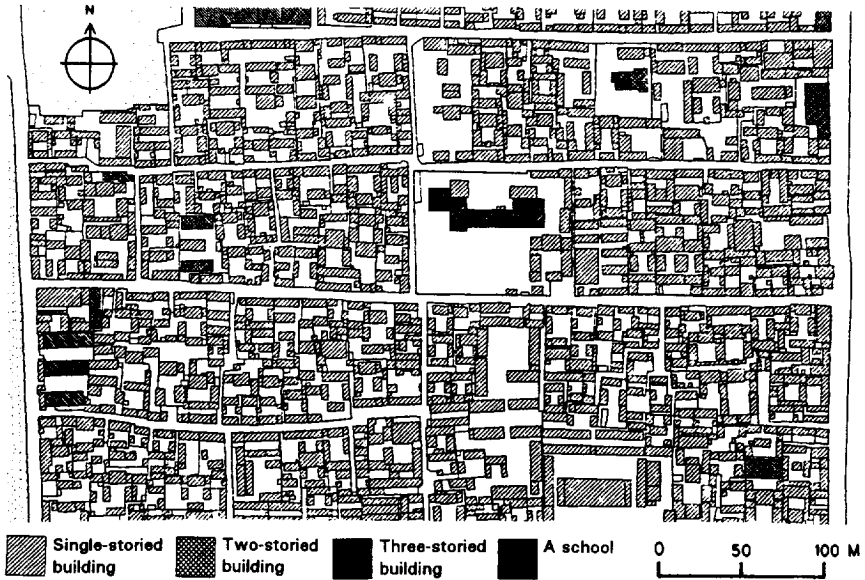 N
Single-storied
building
Two-storied
building
Three-storied
building
A school
0 50 100 M